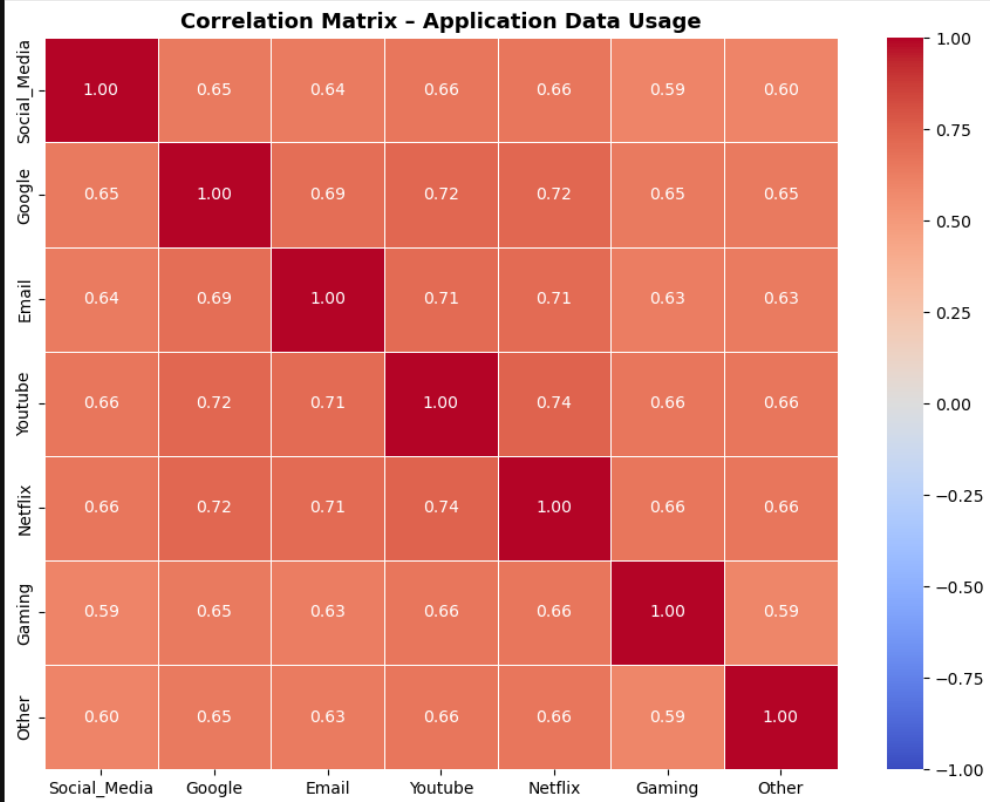 Correlation Matrix – Application Data Usage
Social_Media 1.00 0.65 0.64 0.66 0.66 0.59 0.60
Google 0.65 1.00 0.69 0.72 0.72 0.65 0.65
Email 0.64 0.69 1.00 0.71 0.71 0.63 0.63
Youtube 0.66 0.72 0.71 1.00 0.74 0.66 0.66
Netflix 0.66 0.72 0.71 0.74 1.00 0.66 0.66
Gaming 0.59 0.65 0.63 0.66 0.66 1.00 0.59
Other 0.60 0.65 0.63 0.66 0.66 0.59 1.00
Social_Media Google Email Youtube Netflix Gaming Other
1.00
0.75
0.50
0.25
0.00
−0.25
−0.50
−0.75
−1.00